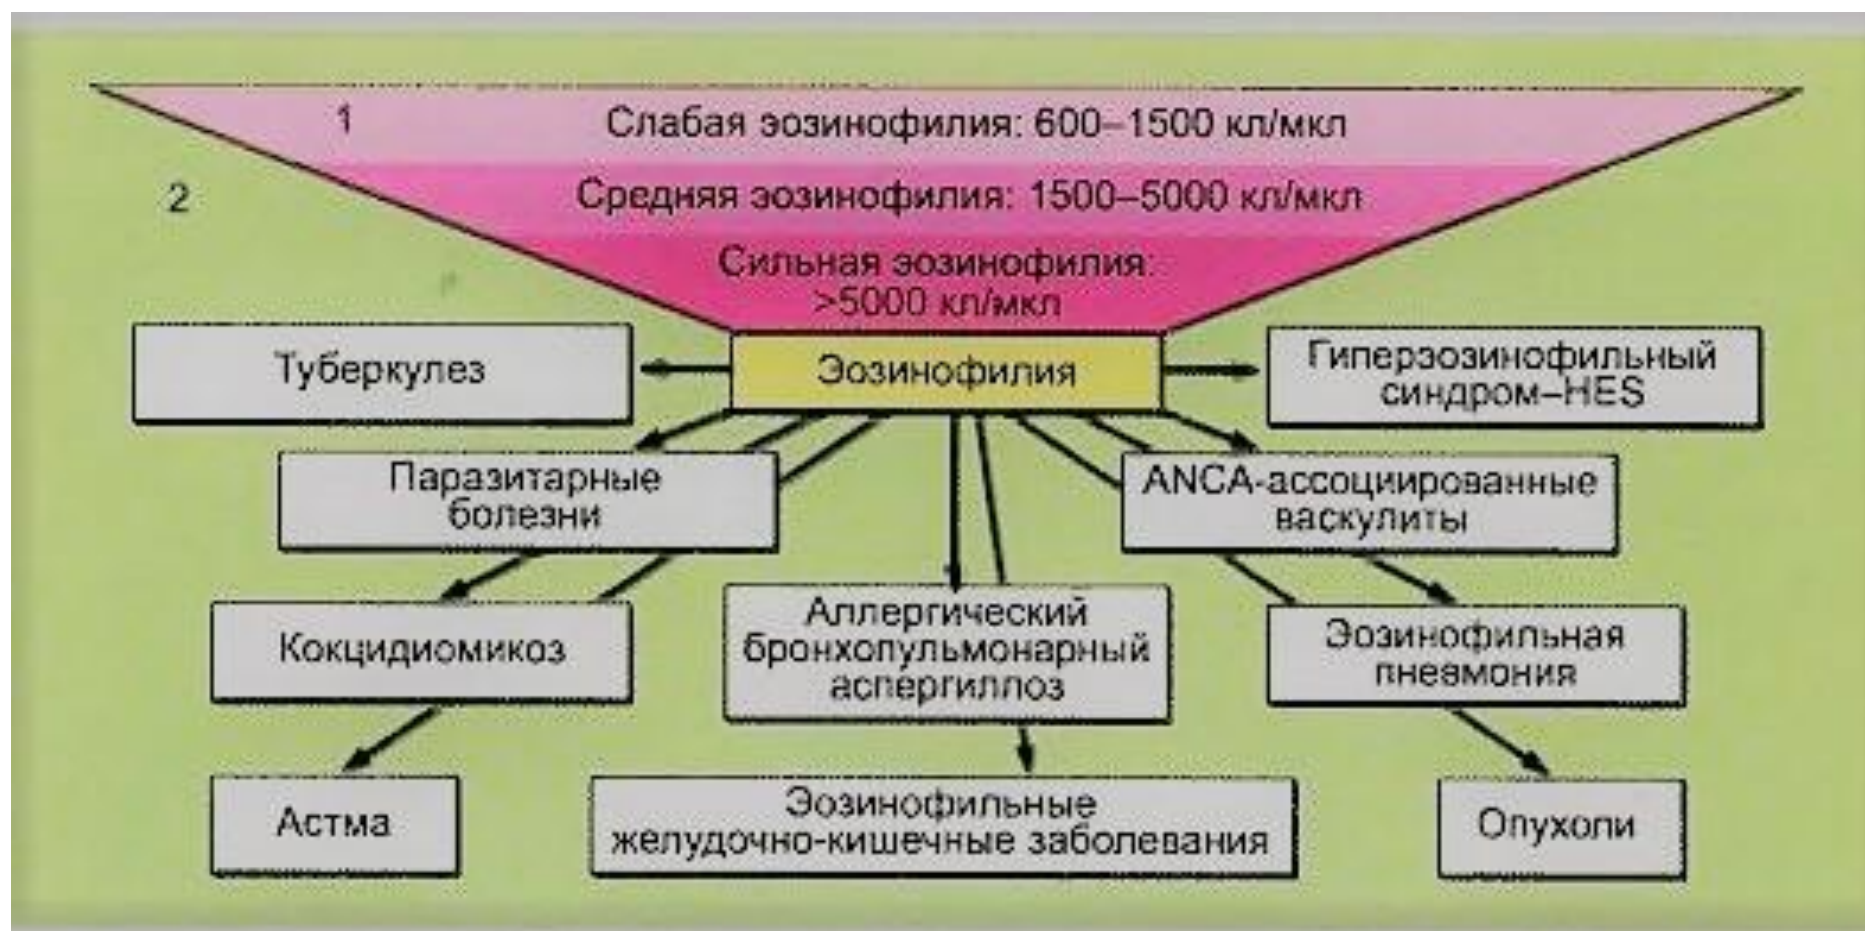 1
Слабая эозинофилия: 600–1500 кл/мкл
2
Средняя эозинофилия: 1500–5000 кл/мкл
Сильная эозинофилия:
>5000 кл/мкл
Туберкулез
Эозинофилия
Гиперэозинофильный
синдром–HES
Паразитарные
болезни
ANCA-ассоциированные
васкулиты
Кокцидиомикоз
Аллергический
бронхопульмонарный
аспергиллоз
Эозинофильная
пневмония
Астма
Эозинофильные
желудочно-кишечные заболевания
Опухоли